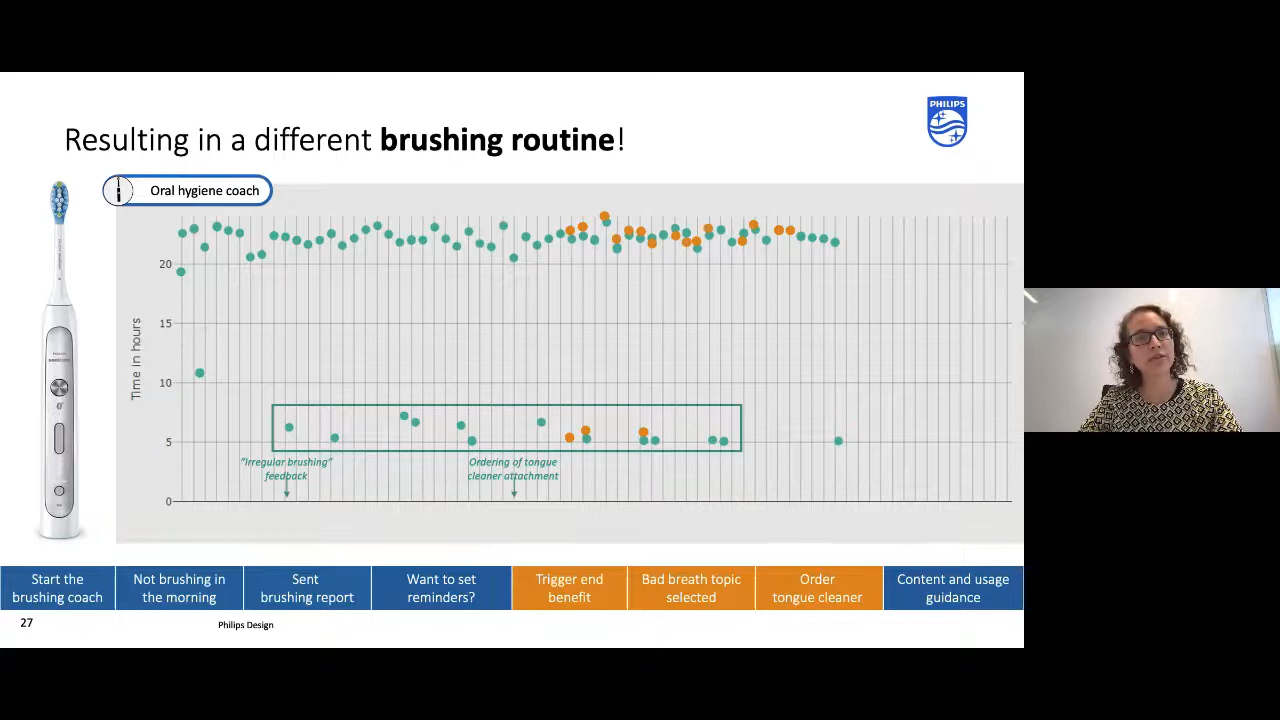 PHILIPS
Resulting in a different brushing routine!
Oral hygiene coach
Time in hours
20
15
10
5
0
"Irregular brushing"
feedback
Ordering of tongue
cleaner attachment
Start the
brushing coach
Not brushing in
the morning
Sent
brushing report
Want to set
reminders?
Trigger end
benefit
Bad breath topic
selected
Order
tongue cleaner
Content and usage
guidance
27
Philips Design